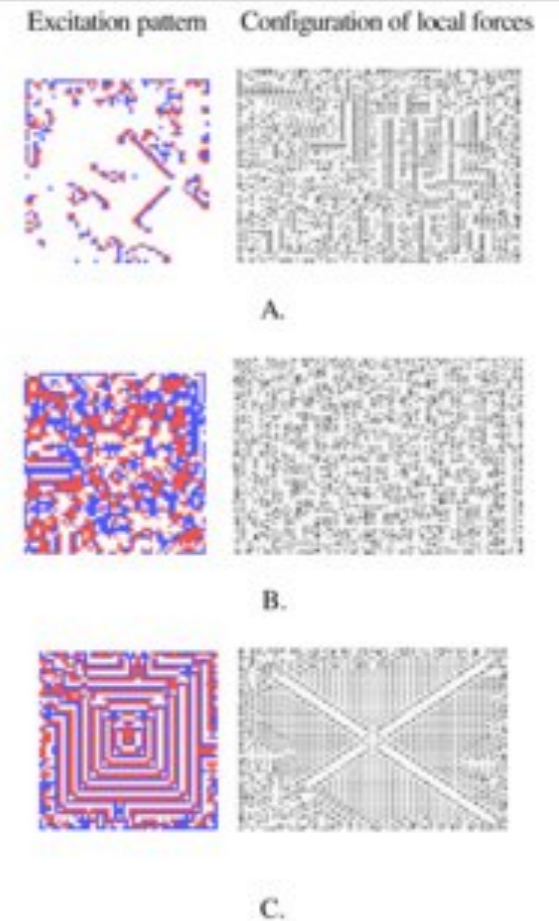 Excitation pattern Configuration of local forces
A.
B.
C.